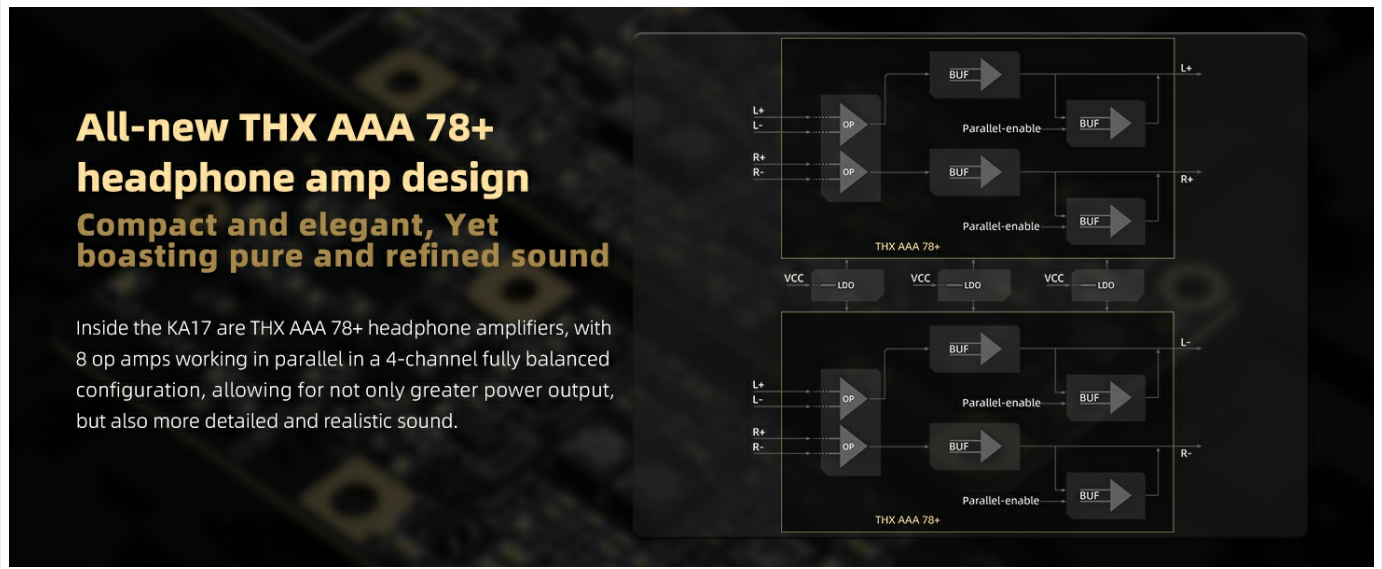 All-new THX AAA 78+
headphone amp design
Compact and elegant, Yet
boasting pure and refined sound
Inside the KA17 are THX AAA 78+ headphone amplifiers, with
8 op amps working in parallel in a 4-channel fully balanced
configuration, allowing for not only greater power output,
but also more detailed and realistic sound.
BUF
L+
L+
L-
OP
Parallel-enable
BUF
R+
R-
OP
BUF
R+
Parallel-enable
BUF
THX AAA 78+
VCC
LDO
VCC
LDO
VCC
LDO
BUF
L-
L+
L-
OP
Parallel-enable
BUF
R+
R-
OP
BUF
R-
Parallel-enable
BUF
THX AAA 78+